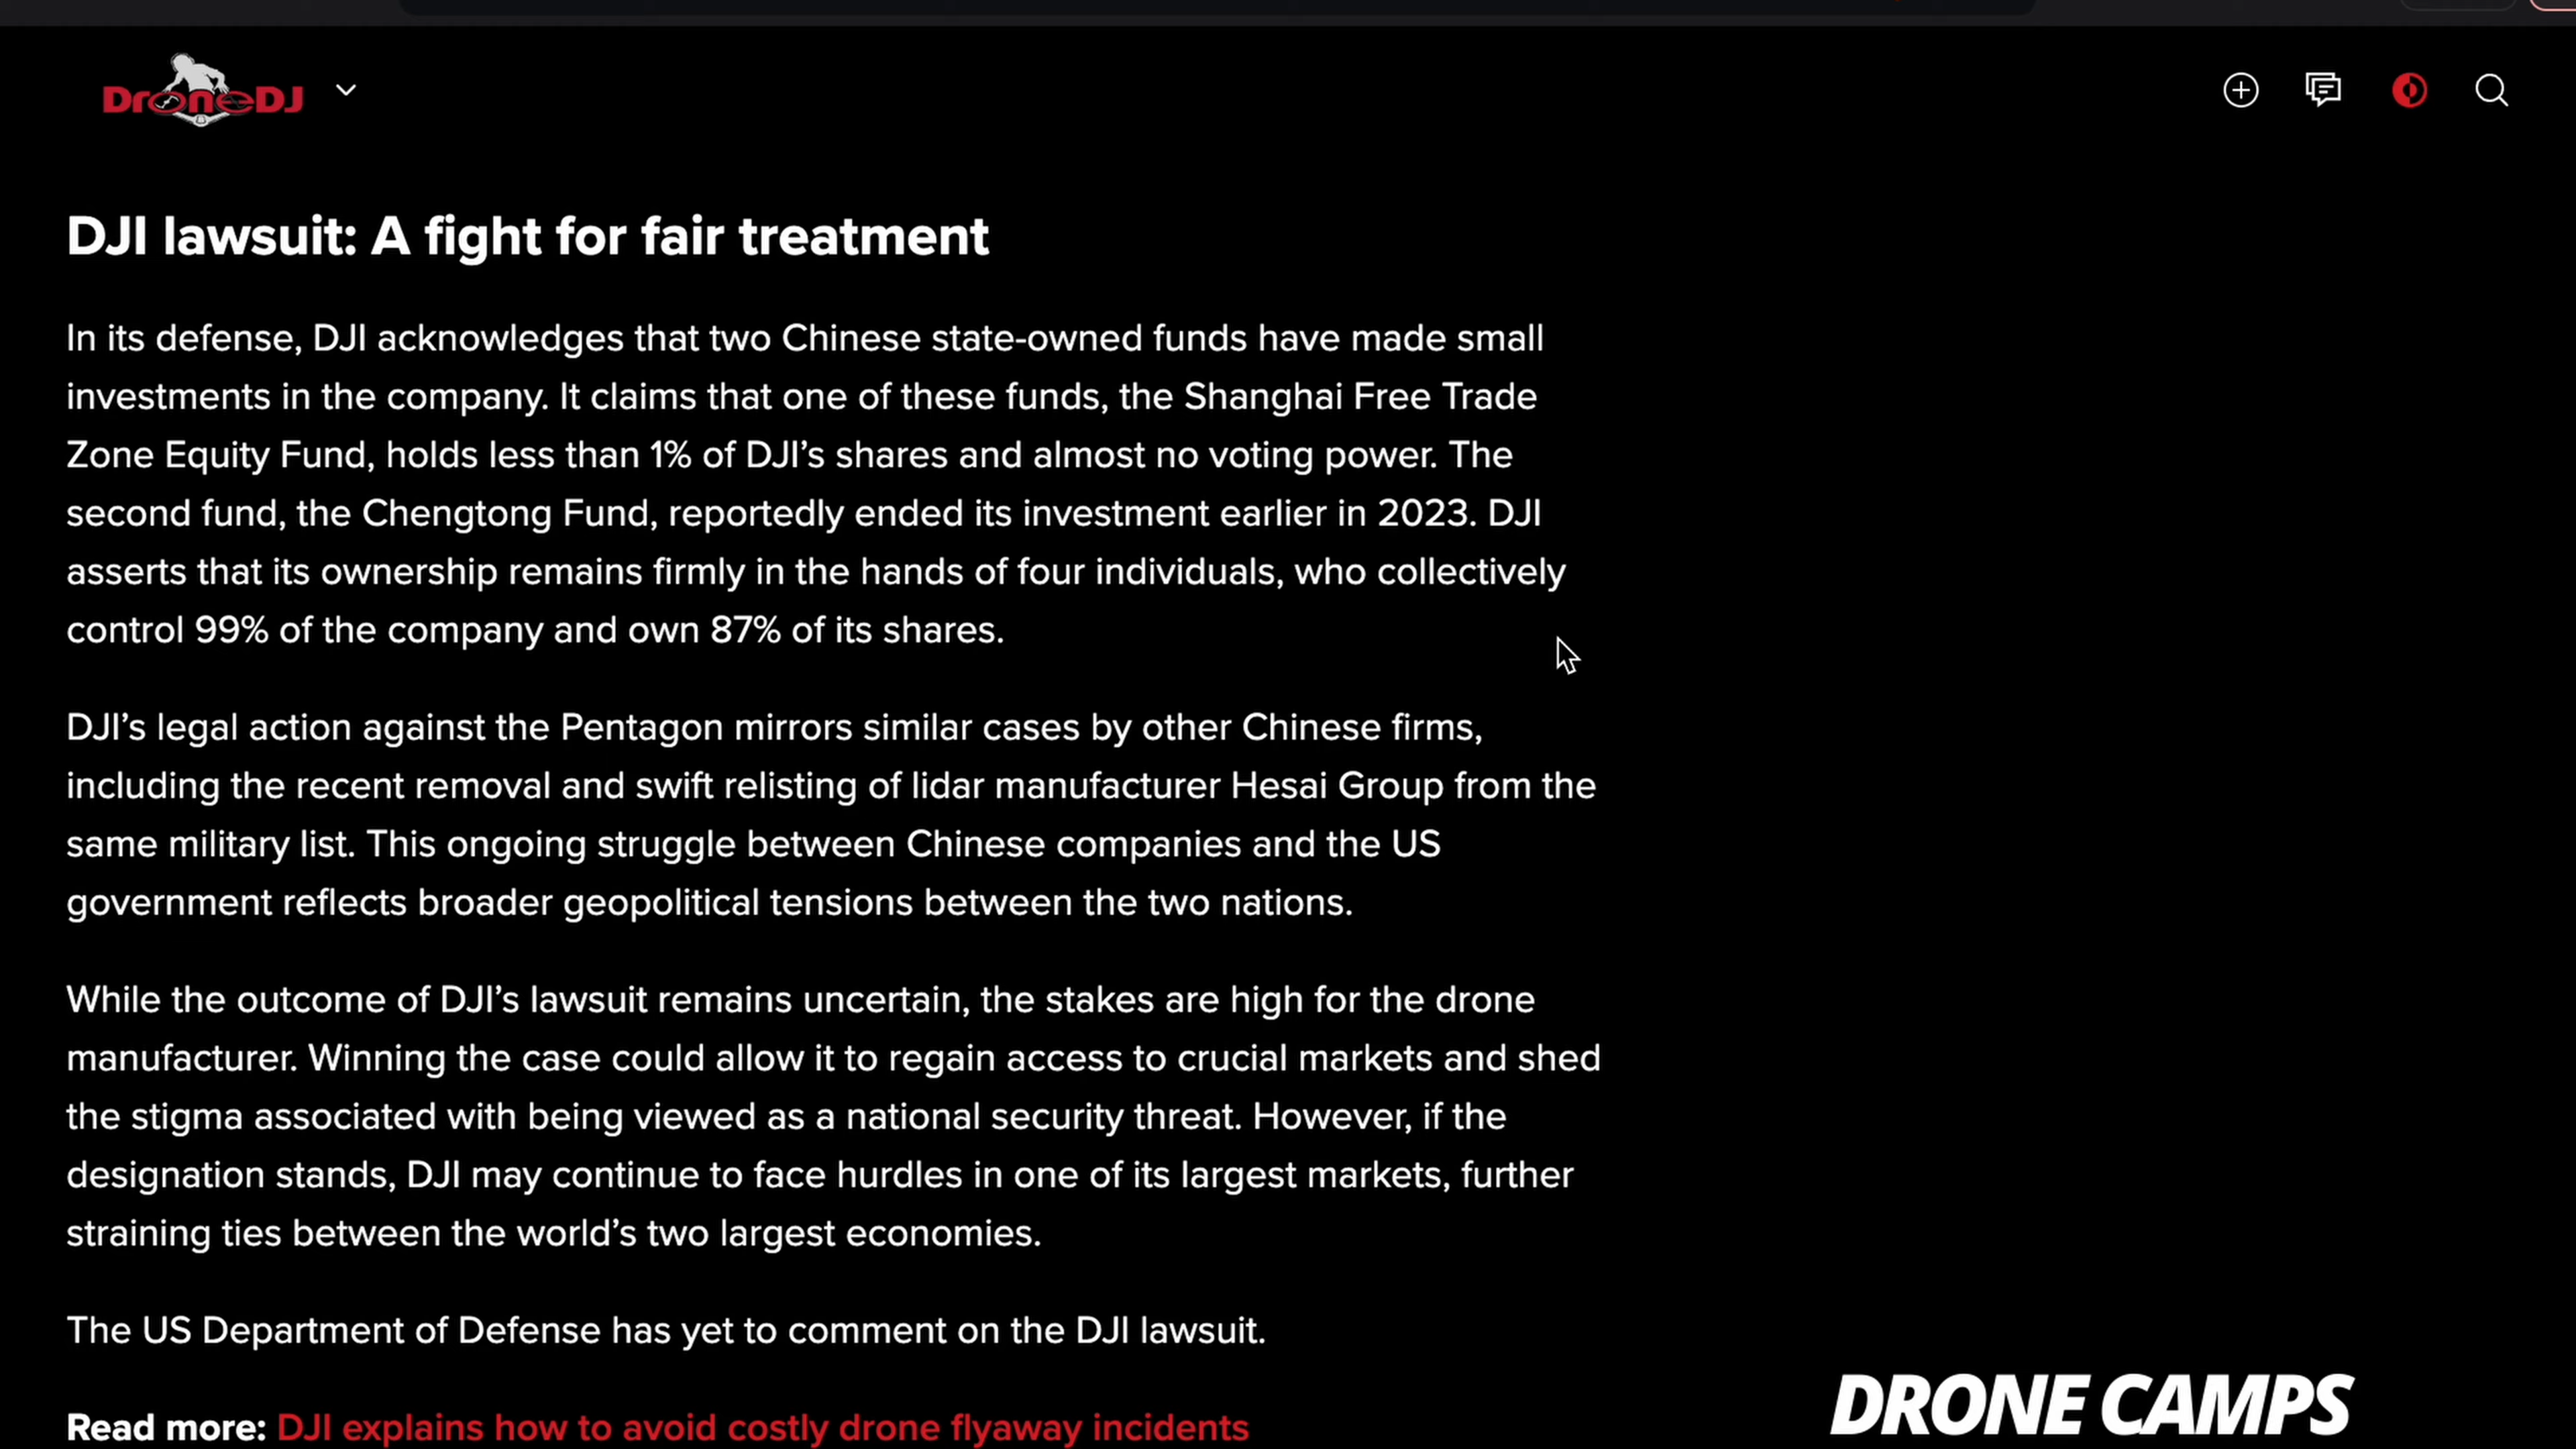 DroneDJ
DJI lawsuit: A fight for fair treatment
In its defense, DJI acknowledges that two Chinese state-owned funds have made small
investments in the company. It claims that one of these funds, the Shanghai Free Trade
Zone Equity Fund, holds less than 1% of DJI’s shares and almost no voting power. The
second fund, the Chengtong Fund, reportedly ended its investment earlier in 2023. DJI
asserts that its ownership remains firmly in the hands of four individuals, who collectively
control 99% of the company and own 87% of its shares.
DJI’s legal action against the Pentagon mirrors similar cases by other Chinese firms,
including the recent removal and swift relisting of lidar manufacturer Hesai Group from the
same military list. This ongoing struggle between Chinese companies and the US
government reflects broader geopolitical tensions between the two nations.
While the outcome of DJI’s lawsuit remains uncertain, the stakes are high for the drone
manufacturer. Winning the case could allow it to regain access to crucial markets and shed
the stigma associated with being viewed as a national security threat. However, if the
designation stands, DJI may continue to face hurdles in one of its largest markets, further
straining ties between the world’s two largest economies.
The US Department of Defense has yet to comment on the DJI lawsuit.
Read more: DJI explains how to avoid costly drone flyaway incidents
DRONE CAMPS